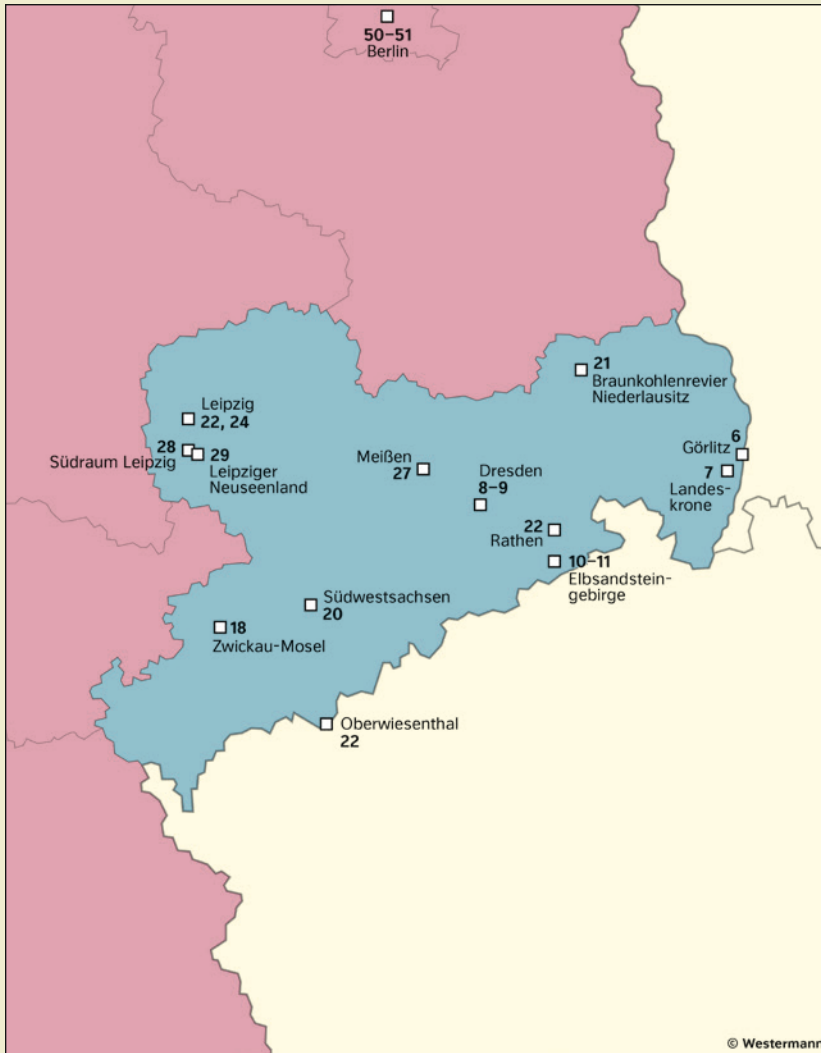 50–51
Berlin
21
Braunkohlenrevier
Niederlausitz
Leipzig
22, 24
28
Südraum Leipzig
29
Leipziger
Neuseenland
Meißen
27
Dresden
8–9
6
Görlitz
7
Landes-
krone
22
Rathen
10–11
Elbsandstein-
gebirge
Südwestsachsen
20
18
Zwickau-Mosel
Oberwiesenthal
22
© Westermann